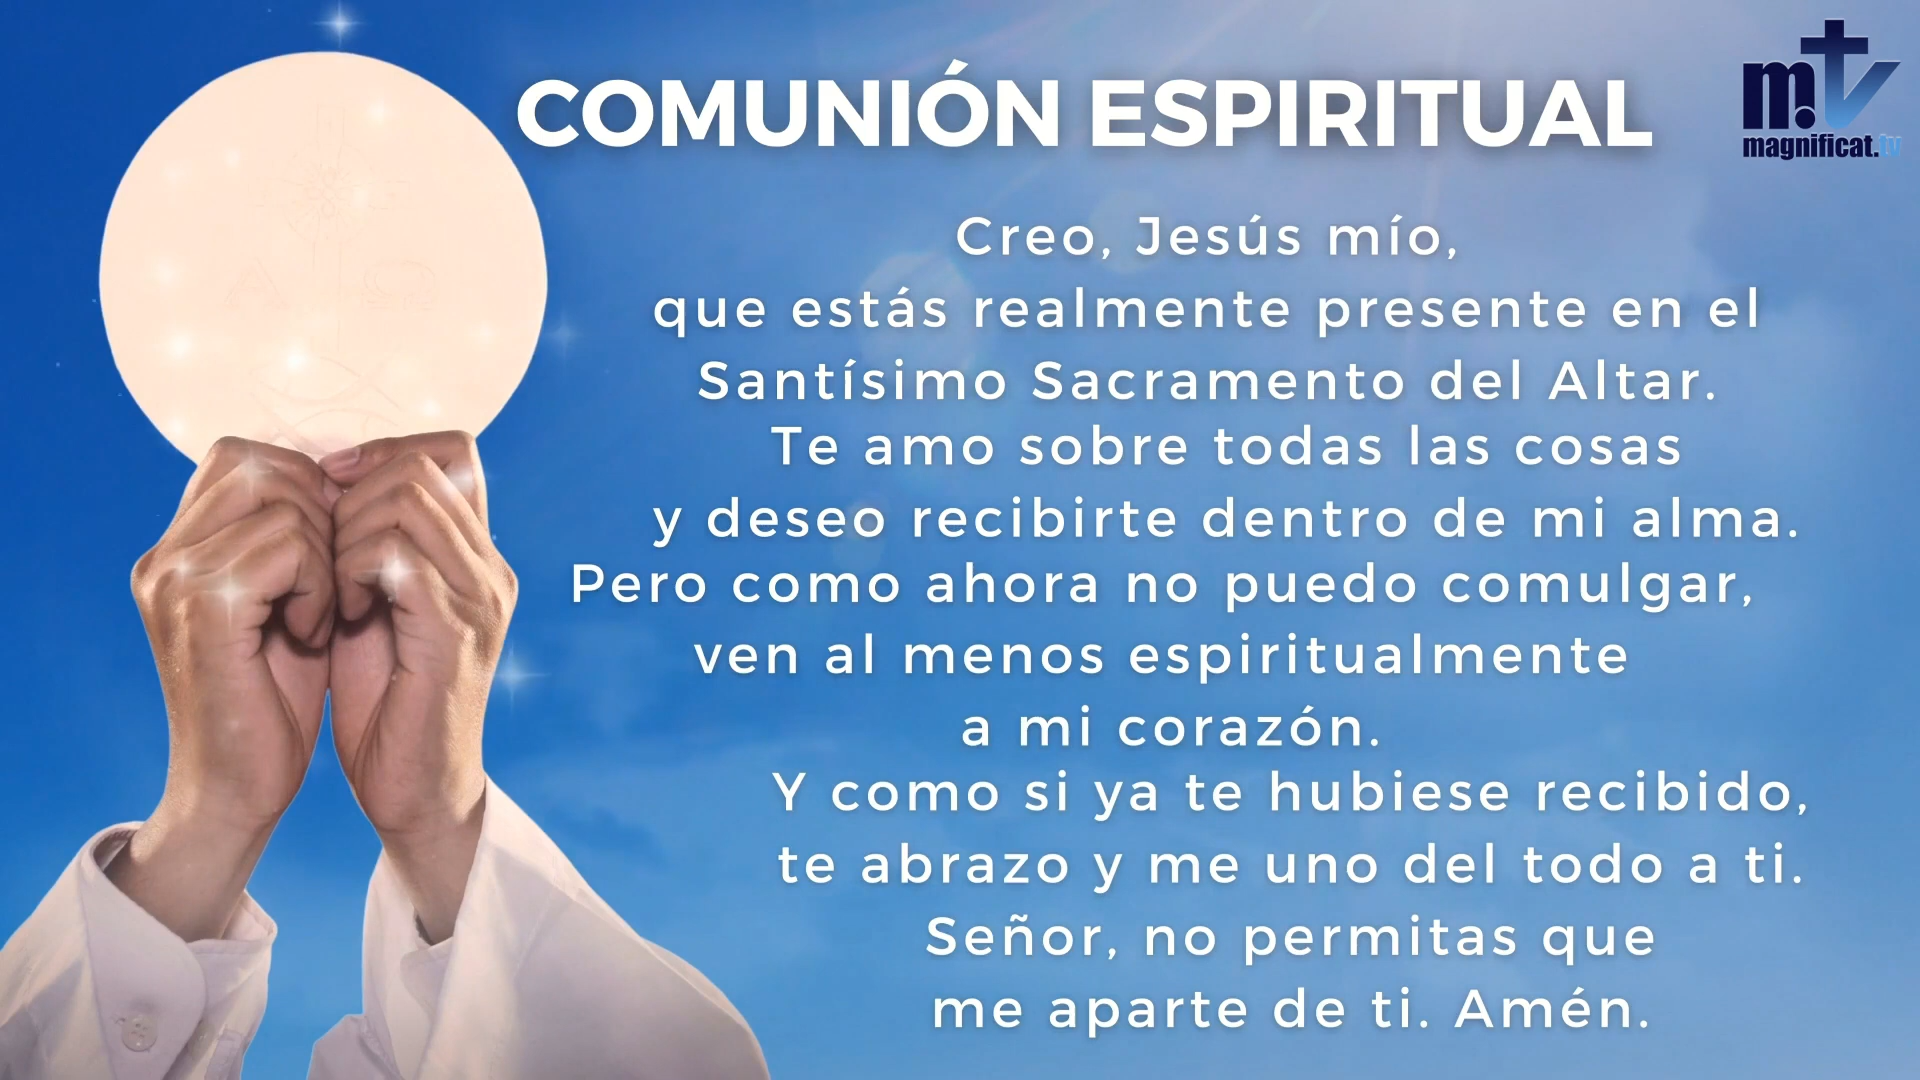 COMUNIÓN ESPIRITUAL
mtv
magnificat.tv
Creo, Jesús mío,
que estás realmente presente en el
Santísimo Sacramento del Altar.
Te amo sobre todas las cosas
y deseo recibirte dentro de mi alma.
Pero como ahora no puedo comulgar,
ven al menos espiritualmente
a mi corazón.
Y como si ya te hubiese recibido,
te abrazo y me uno del todo a ti.
Señor, no permitas que
me aparte de ti. Amén.
Α Ω